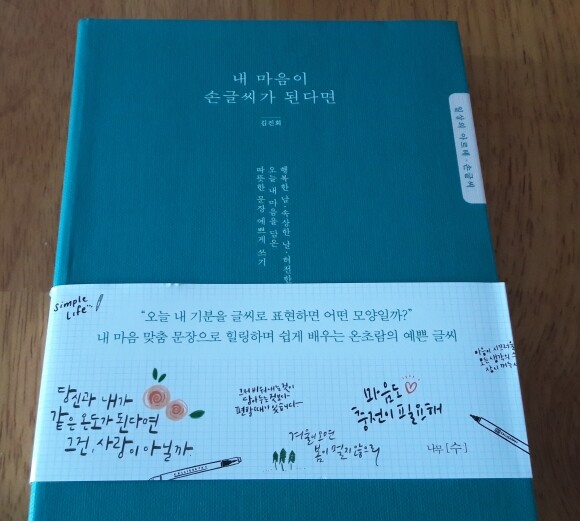 내 마음이
손글씨가 된다면
김진희
행복한 날·속상한 날·허전한
오늘 내 마음을 담은
따뜻한 문장 예쁘게 쓰기
일상의 아르테·손글씨
simple
Life
“오늘 내 기분을 글씨로 표현하면 어떤 모양일까?”
내 마음 맞춤 문장으로 힐링하며 쉽게 배우는 온초람의 예쁜 글씨
당신과 내가
같은 온도가 된다면
그건, 사랑이 아닐까
마음도
충전이 필요해
겨울이 오면
봄이 멀지 않으리
나무[수]